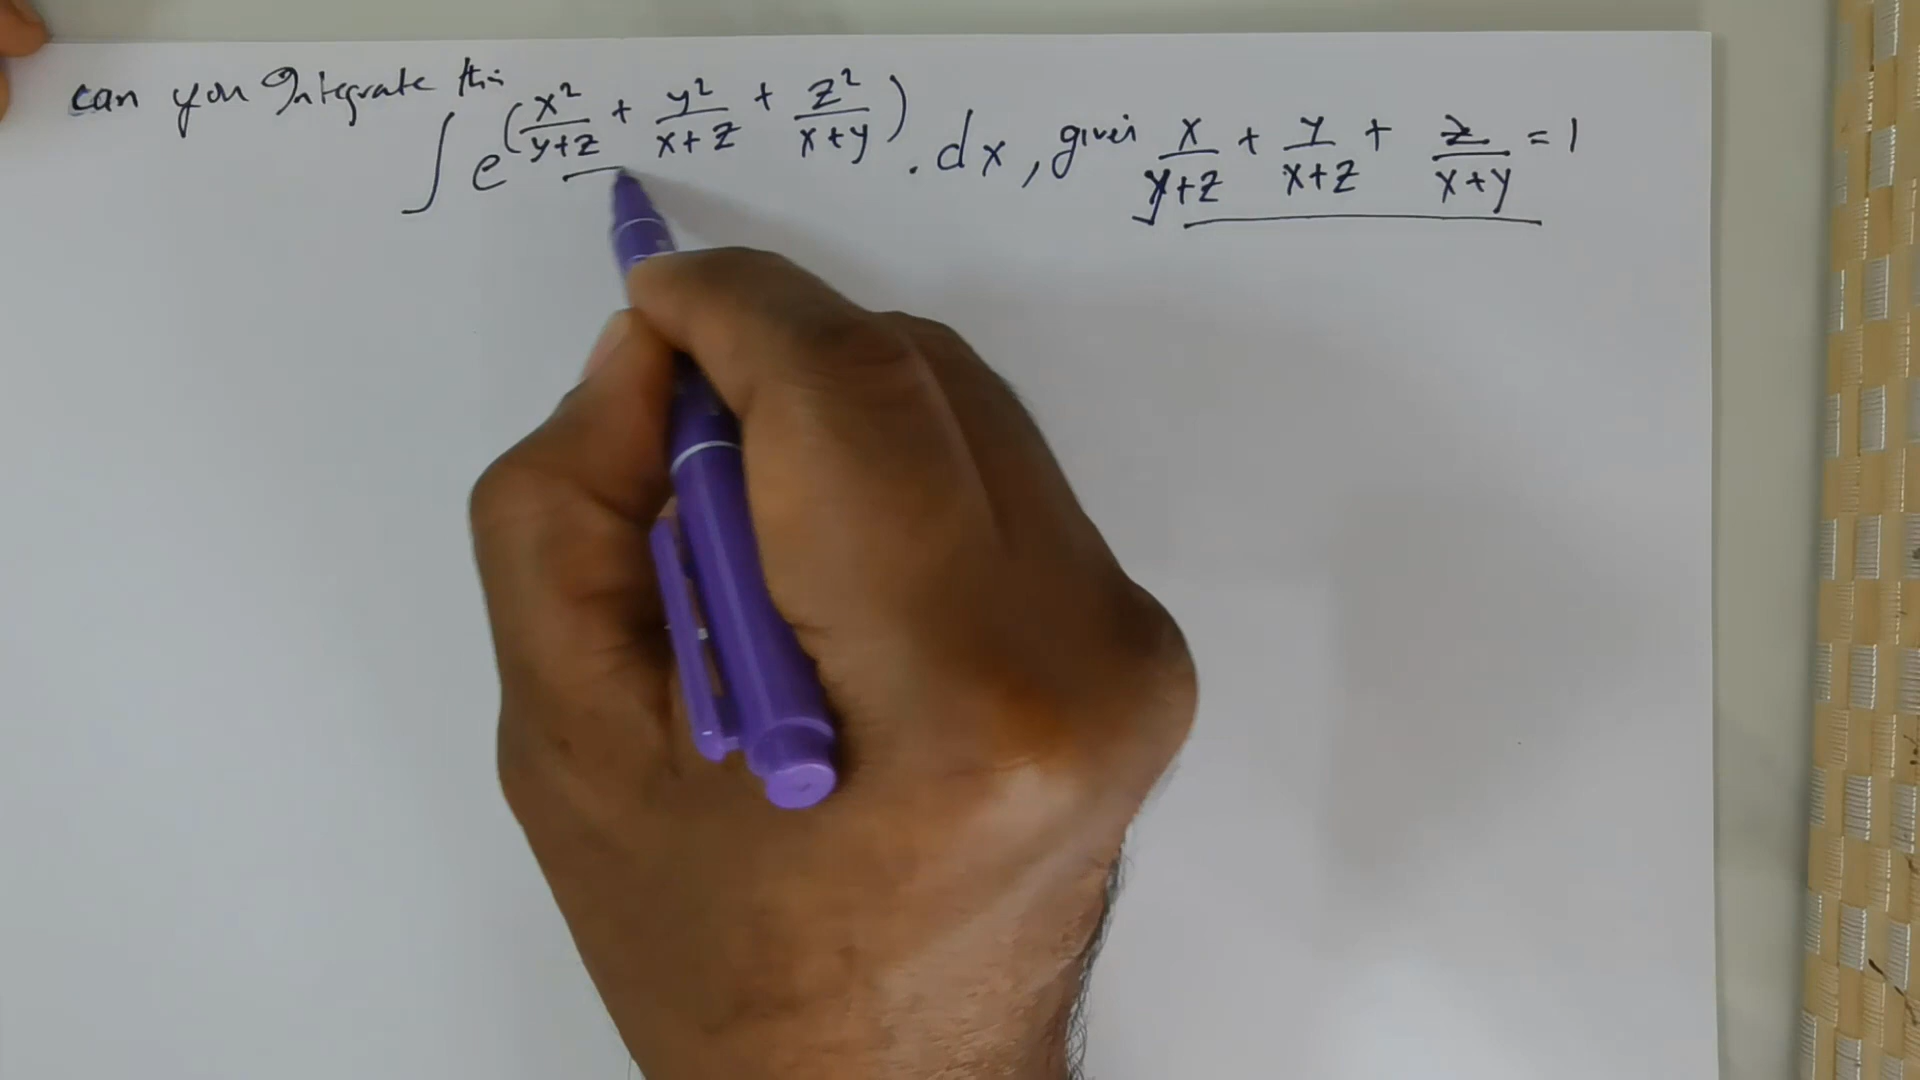 can you Integrate this
∫ e^(x²/(y+z) + y²/(x+z) + z²/(x+y)) . dx, given x/(y+z) + y/(x+z) + z/(x+y) = 1